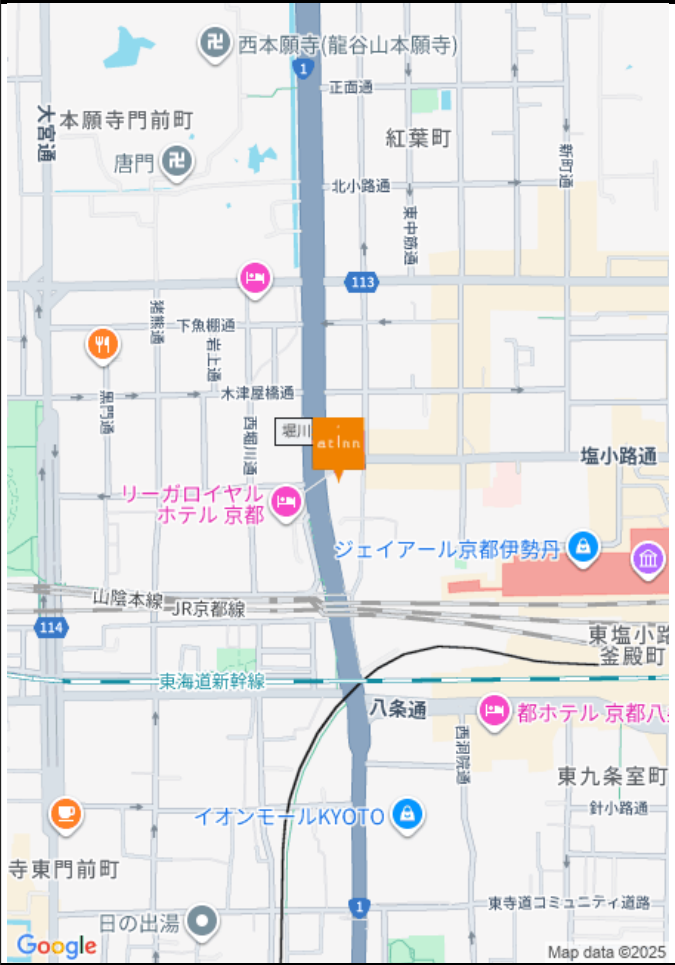 西本願寺(龍谷山本願寺)
1
正面通
大宮通
本願寺門前町
紅葉町
新町通
唐門
北小路通
東中筋通
113
猪熊通
下魚棚通
岩上通
木津屋橋通
黒門通
西堀川通
堀川
atinn
塩小路通
リーガロイヤル
ホテル 京都
ジェイアール京都伊勢丹
山陰本線
JR京都線
114
東塩小路
釜殿町
東海道新幹線
八条通
都ホテル 京都八
西洞院通
東九条室町
針小路通
イオンモールKYOTO
寺東門前町
1
東寺道コミュニティ道路
日の出湯
Google
Map data ©2025